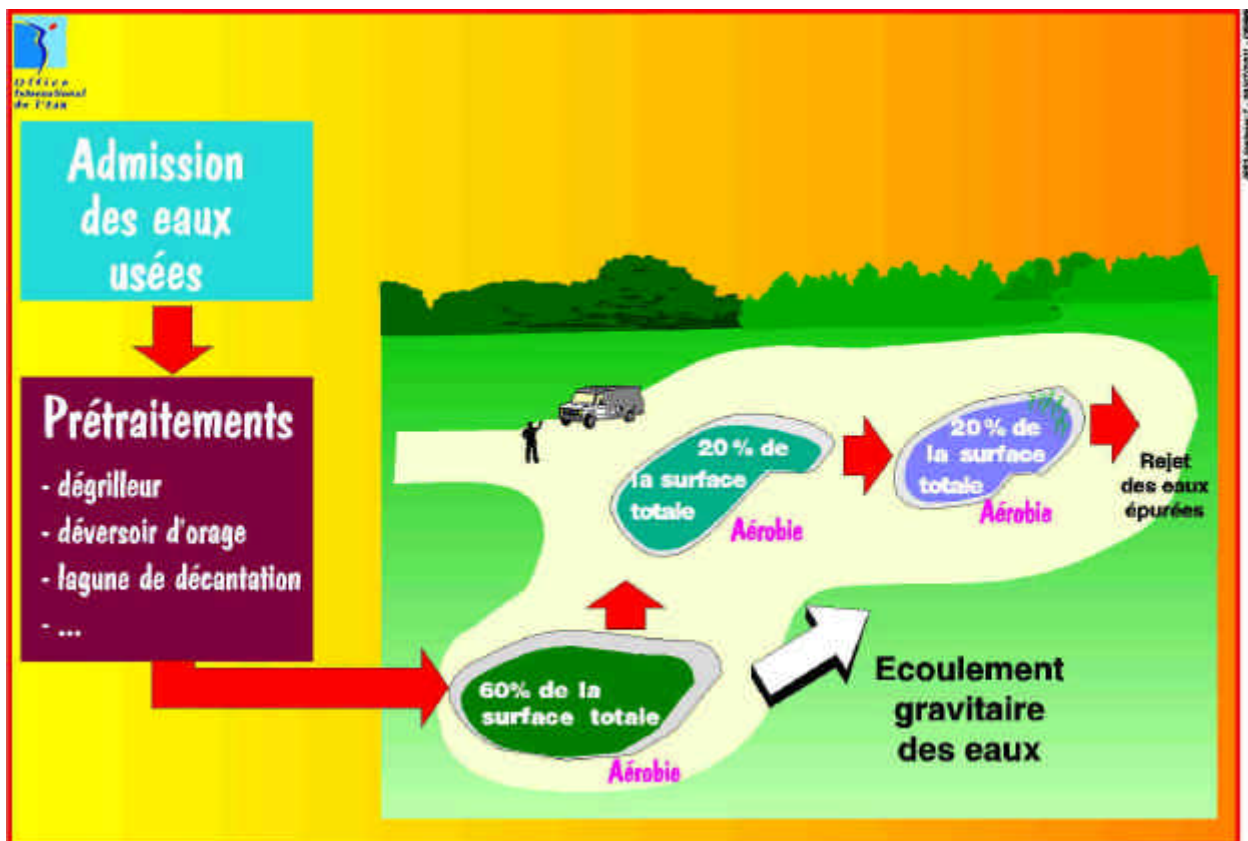 Office
International
de l'Eau
Admission
des eaux
usées
Prétraitements
- dégrilleur
- déversoir d'orage
- lagune de décantation
- ...
60% de la
surface totale
Aérobie
20% de
la surface
totale
Aérobie
20% de
la surface
totale
Aérobie
Rejet
des eaux
épurées
Ecoulement
gravitaire
des eaux